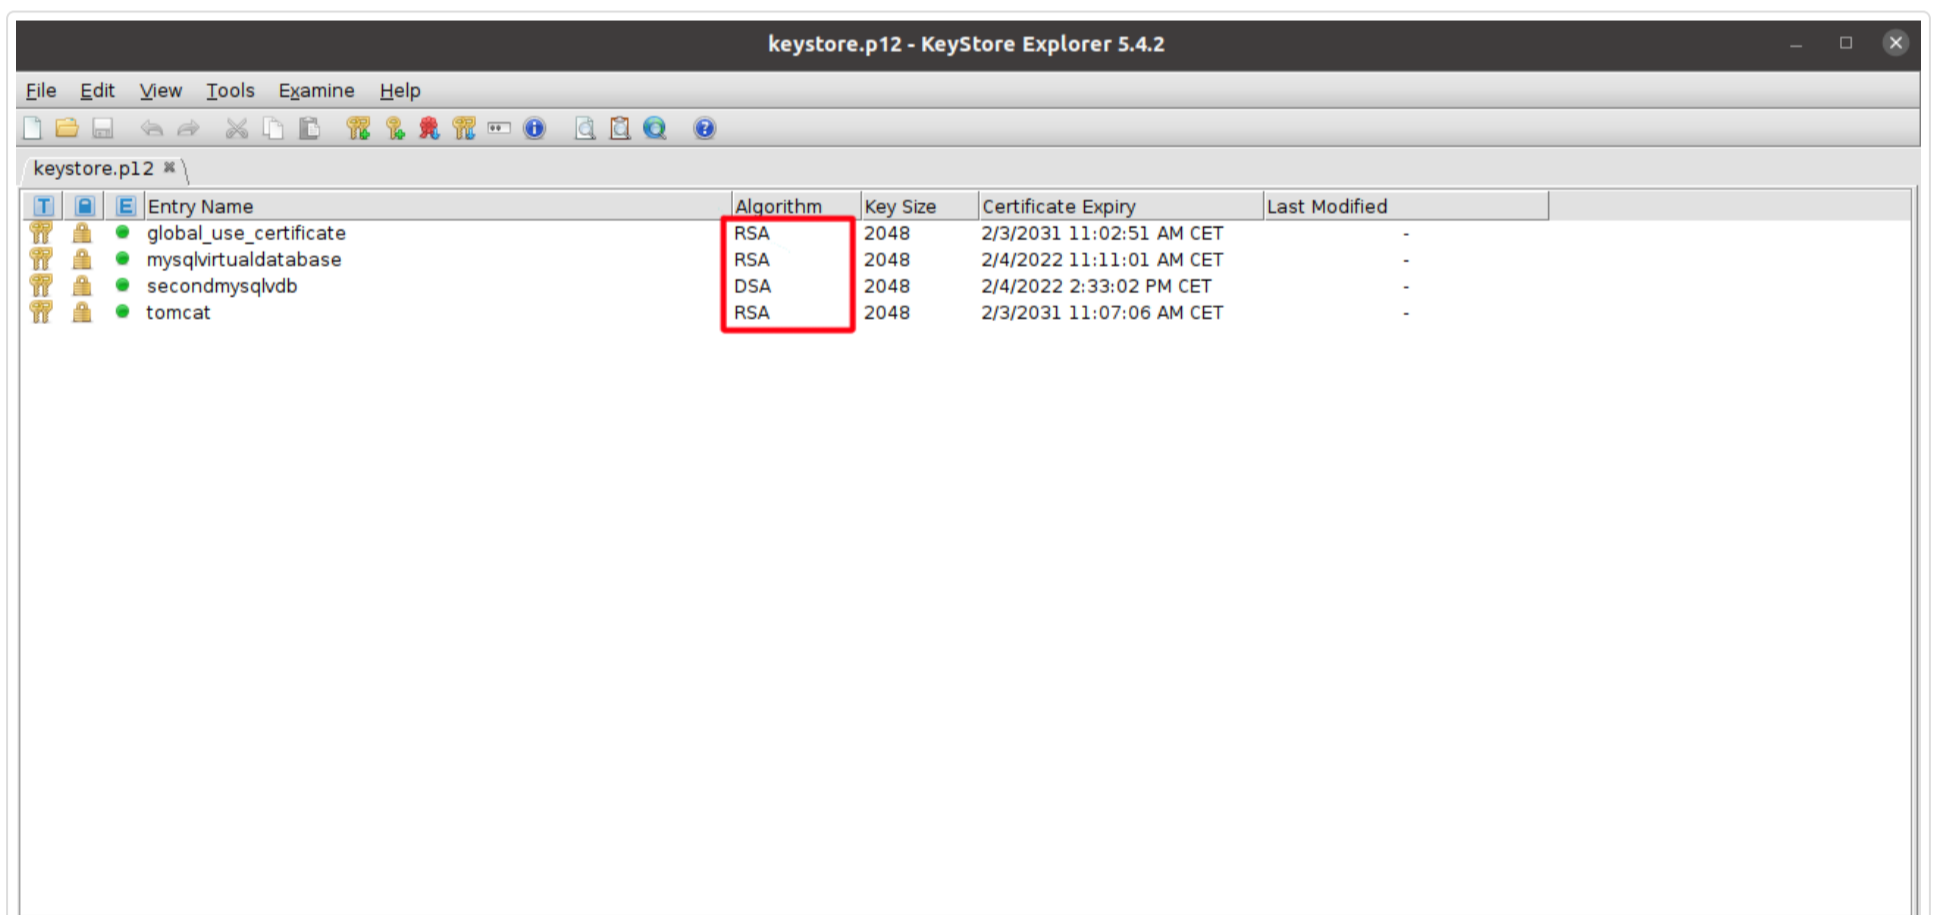 keystore.p12 - KeyStore Explorer 5.4.2
File Edit View Tools Examine Help
keystore.p12
T E Entry Name Algorithm Key Size Certificate Expiry Last Modified
global_use_certificate RSA 2048 2/3/2031 11:02:51 AM CET -
mysqlvirtualdatabase RSA 2048 2/4/2022 11:11:01 AM CET -
secondmysqlvdb DSA 2048 2/4/2022 2:33:02 PM CET -
tomcat RSA 2048 2/3/2031 11:07:06 AM CET -